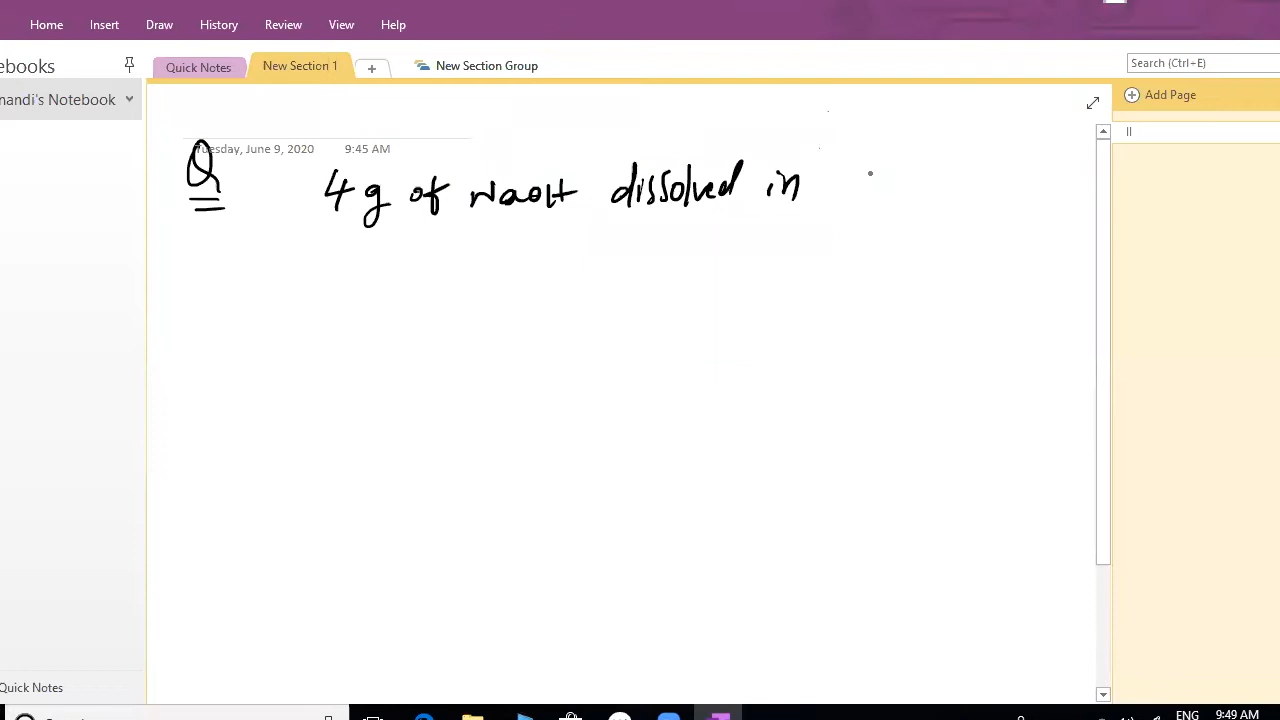 Home Insert Draw History Review View Help
ebooks Quick Notes New Section 1 + New Section Group Search (Ctrl+E)
nandi's Notebook Add Page
Tuesday, June 9, 2020 9:45 AM
Q 4 g of NaOH dissolved in
Quick Notes
ENG 9:49 AM